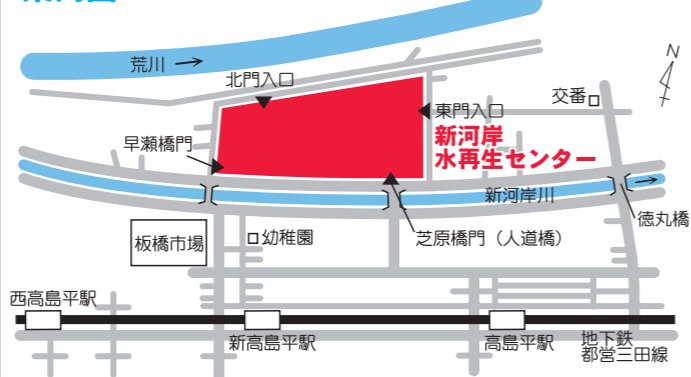 荒川
N
北門入口
交番
東門入口
早瀬橋門
新河岸
水再生センター
新河岸川
徳丸橋
板橋市場
幼稚園
芝原橋門（人道橋）
西高島平駅
新高島平駅
高島平駅
地下鉄
都営三田線